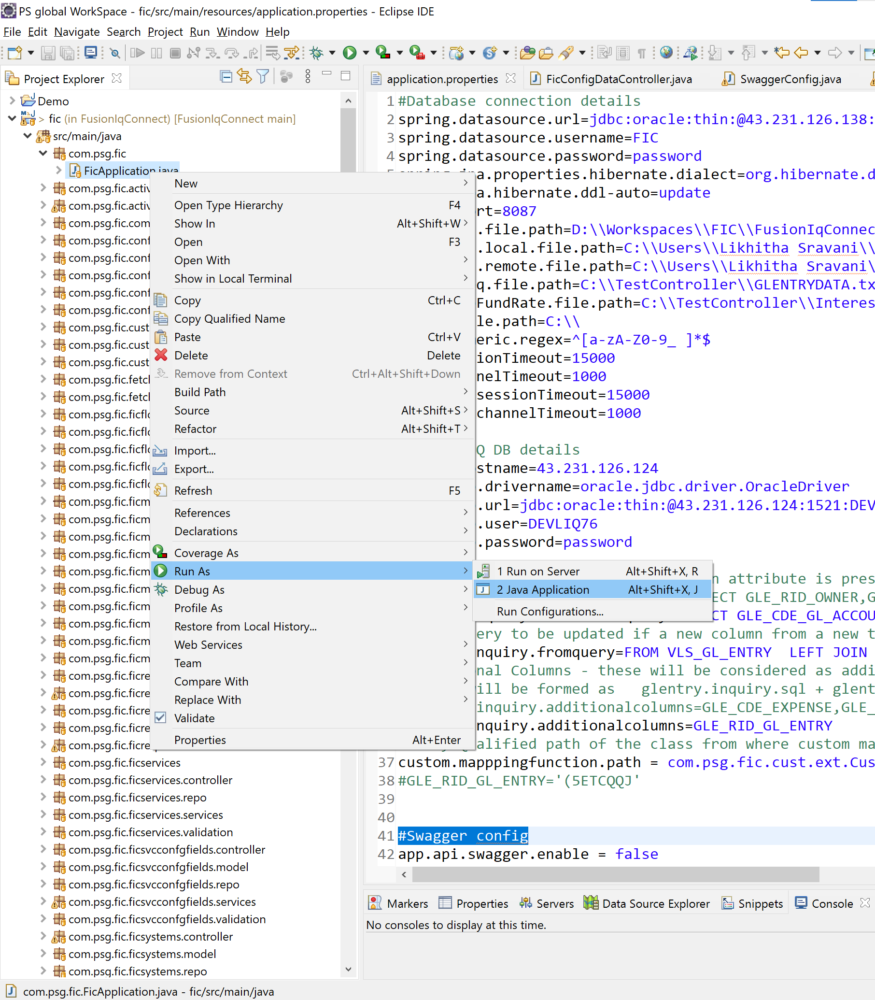 PS global WorkSpace - fic/src/main/resources/application.properties - Eclipse IDE
File Edit Navigate Search Project Run Window Help
Project Explorer
application.properties
FicConfigDataController.java
SwaggerConfig.java
Demo
> fic (in FusionIqConnect) [FusionIqConnect main]
src/main/java
com.psg.fic
FicApplication.java
com.psg.fic.activ
com.psg.fic.activ
com.psg.fic.com
com.psg.fic.conf
com.psg.fic.conf
com.psg.fic.conf
com.psg.fic.conf
com.psg.fic.conf
com.psg.fic.cust
com.psg.fic.cust
com.psg.fic.cust
com.psg.fic.fetcl
com.psg.fic.fetcl
com.psg.fic.ficflo
com.psg.fic.ficflo
com.psg.fic.ficflo
com.psg.fic.ficflo
com.psg.fic.ficflo
com.psg.fic.ficm
com.psg.fic.ficm
com.psg.fic.ficm
com.psg.fic.ficm
com.psg.fic.ficm
com.psg.fic.ficm
com.psg.fic.ficm
com.psg.fic.ficm
com.psg.fic.ficm
com.psg.fic.ficm
com.psg.fic.ficre
com.psg.fic.ficre
com.psg.fic.ficre
com.psg.fic.ficre
com.psg.fic.ficre
com.psg.fic.ficservices
com.psg.fic.ficservices.controller
com.psg.fic.ficservices.repo
com.psg.fic.ficservices.services
com.psg.fic.ficservices.validation
com.psg.fic.ficsvcconfgfields.controller
com.psg.fic.ficsvcconfgfields.model
com.psg.fic.ficsvcconfgfields.repo
com.psg.fic.ficsvcconfgfields.services
com.psg.fic.ficsvcconfgfields.validation
com.psg.fic.ficsystems.controller
com.psg.fic.ficsystems.model
com.psg.fic.ficsystems.repo
New
Open Type Hierarchy F4
Show In Alt+Shift+W
Open F3
Open With
Show in Local Terminal
Copy Ctrl+C
Copy Qualified Name
Paste Ctrl+V
Delete Delete
Remove from Context Ctrl+Alt+Shift+Down
Build Path
Source Alt+Shift+S
Refactor Alt+Shift+T
Import...
Export...
Refresh F5
References
Declarations
Coverage As
Run As
Debug As
Profile As
Restore from Local History...
Web Services
Team
Compare With
Replace With
Validate
Properties Alt+Enter
1 Run on Server Alt+Shift+X, R
2 Java Application Alt+Shift+X, J
Run Configurations...
1 #Database connection details
2 spring.datasource.url=jdbc:oracle:thin:@43.231.126.138:
3 spring.datasource.username=FIC
4 spring.datasource.password=password
a.properties.hibernate.dialect=org.hibernate.d
a.hibernate.ddl-auto=update
rt=8087
.file.path=D:\\Workspaces\\FIC\\FusionIqConnec
.local.file.path=C:\\Users\\Likhitha Sravani\\
.remote.file.path=C:\\Users\\Likhitha Sravani\
q.file.path=C:\\TestController\\GLENTRYDATA.tx
FundRate.file.path=C:\\TestController\\Interes
le.path=C:\\
eric.regex=^[a-zA-Z0-9_ ]*$
ionTimeout=15000
nelTimeout=1000
sessionTimeout=15000
channelTimeout=1000
Q DB details
stname=43.231.126.124
.drivername=oracle.jdbc.driver.OracleDriver
.url=jdbc:oracle:thin:@43.231.126.124:1521:DEV
.user=DEVLIQ76
.password=password
n attribute is pres
ECT GLE_RID_OWNER,G
CT GLE_CDE_GL_ACCOU
ery to be updated if a new column from a new t
nquiry.fromquery=FROM VLS_GL_ENTRY  LEFT JOIN
nal Columns - these will be considered as addi
ill be formed as   glentry.inquiry.sql + glent
inquiry.additionalcolumns=GLE_CDE_EXPENSE,GLE_
nquiry.additionalcolumns=GLE_RID_GL_ENTRY
alified path of the class from where custom ma
37 custom.mapppingfunction.path = com.psg.fic.cust.ext.Cus
38 #GLE_RID_GL_ENTRY='(5ETCQQJ'
39
40
41 #Swagger config
42 app.api.swagger.enable = false
Markers Properties Servers Data Source Explorer Snippets Console
No consoles to display at this time.
com.psg.fic.FicApplication.java - fic/src/main/java